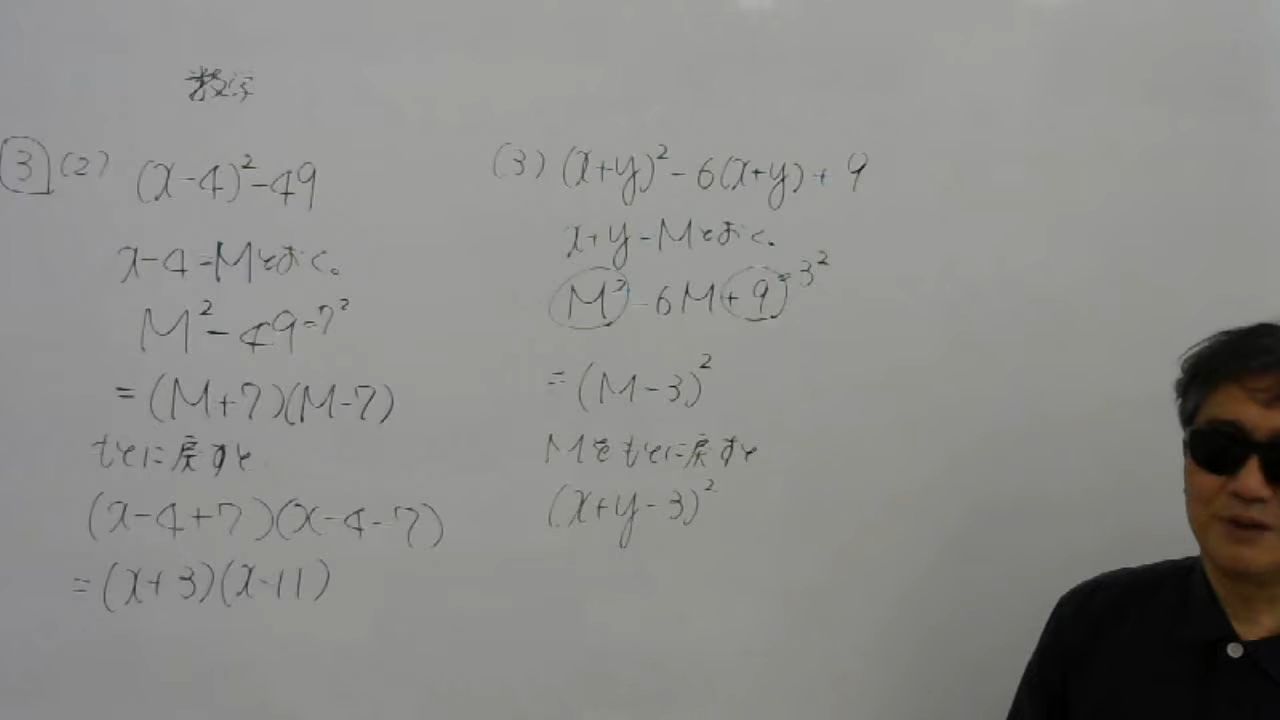 数学
3 (2) (x-4)²-49
x-4=Mとおく。
M²-49=7²
=(M+7)(M-7)
もとに戻すと
(x-4+7)(x-4-7)
=(x+3)(x-11)
(3) (x+y)²-6(x+y)+9
x+y=Mとおく。
M²-6M+9=3²
=(M-3)²
Mをもとに戻すと
(x+y-3)²